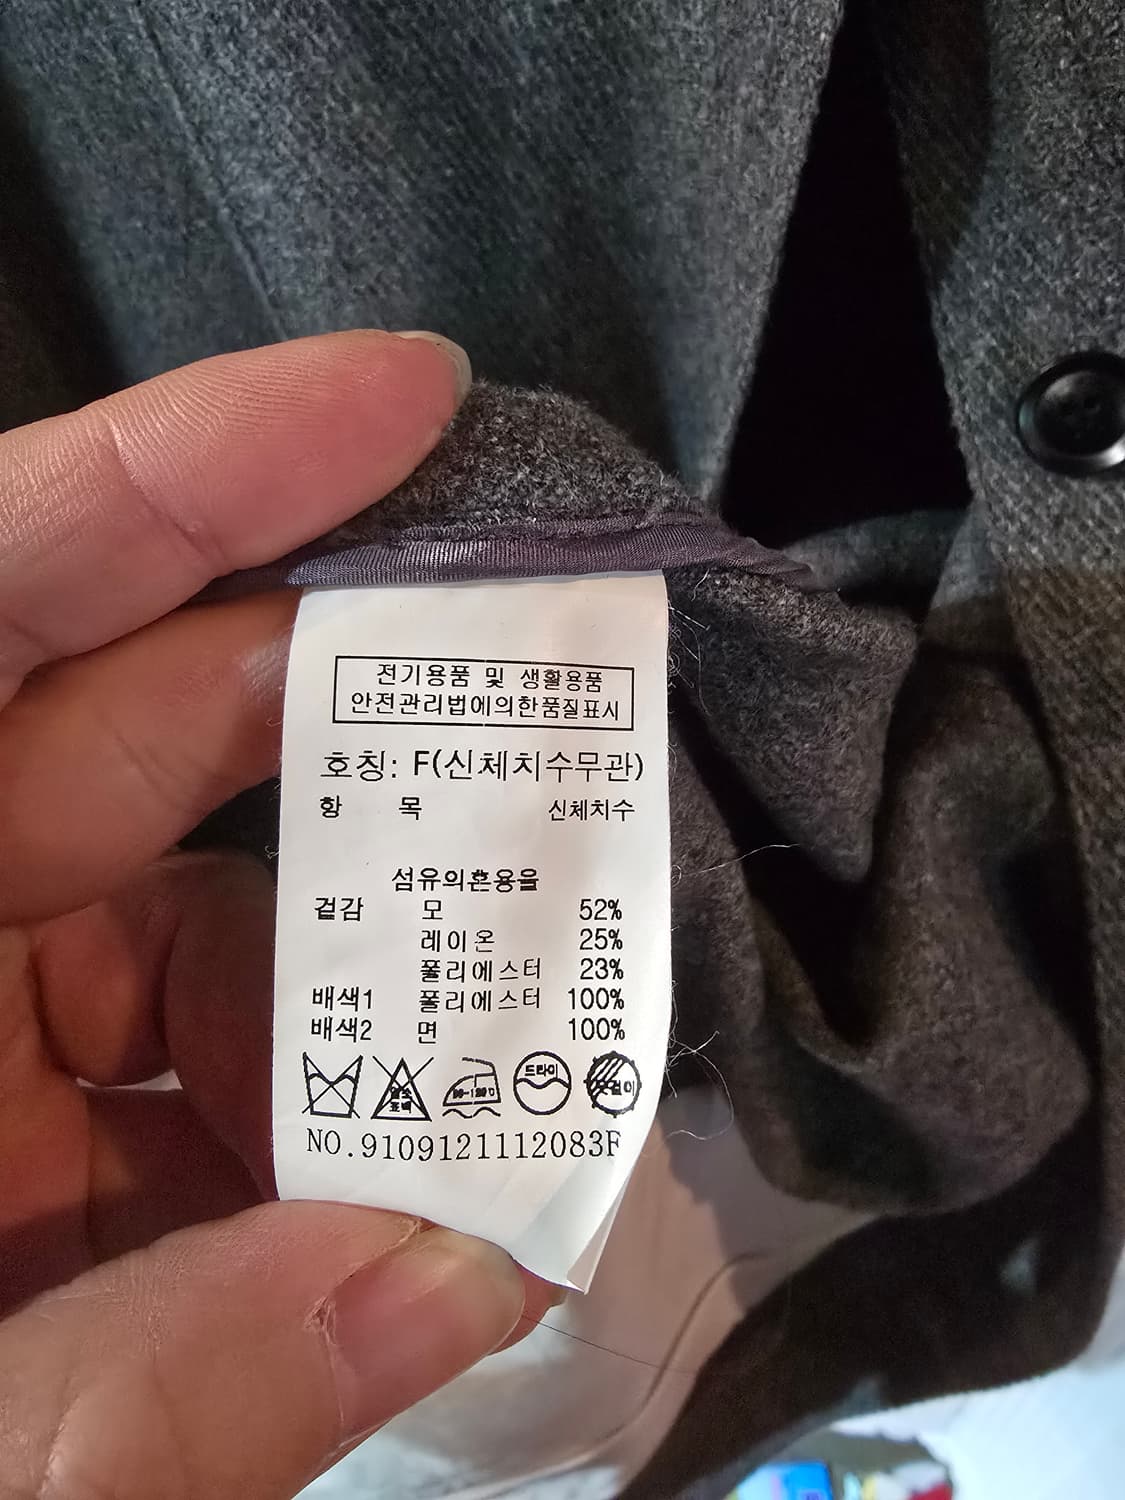 전기용품 및 생활용품
안전관리법에의한품질표시
호칭: F(신체치수무관)
항 목 신체치수
섬유의혼용율
겉감 모 52%
레이온 25%
폴리에스터 23%
배색1 폴리에스터 100%
배색2 면 100%
드라이
NO.9109121112083F